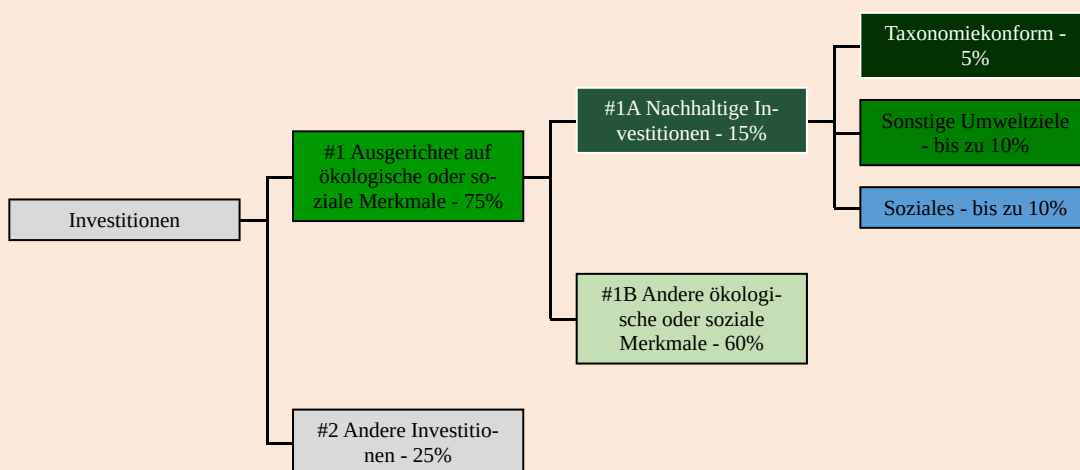 Taxonomiekonform -
5%
#1A Nachhaltige In-
vestitionen - 15%
Sonstige Umweltziele
- bis zu 10%
#1 Ausgerichtet auf
ökologische oder so-
ziale Merkmale - 75%
Soziales - bis zu 10%
Investitionen
#1B Andere ökologi-
sche oder soziale
Merkmale - 60%
#2 Andere Investitio-
nen - 25%